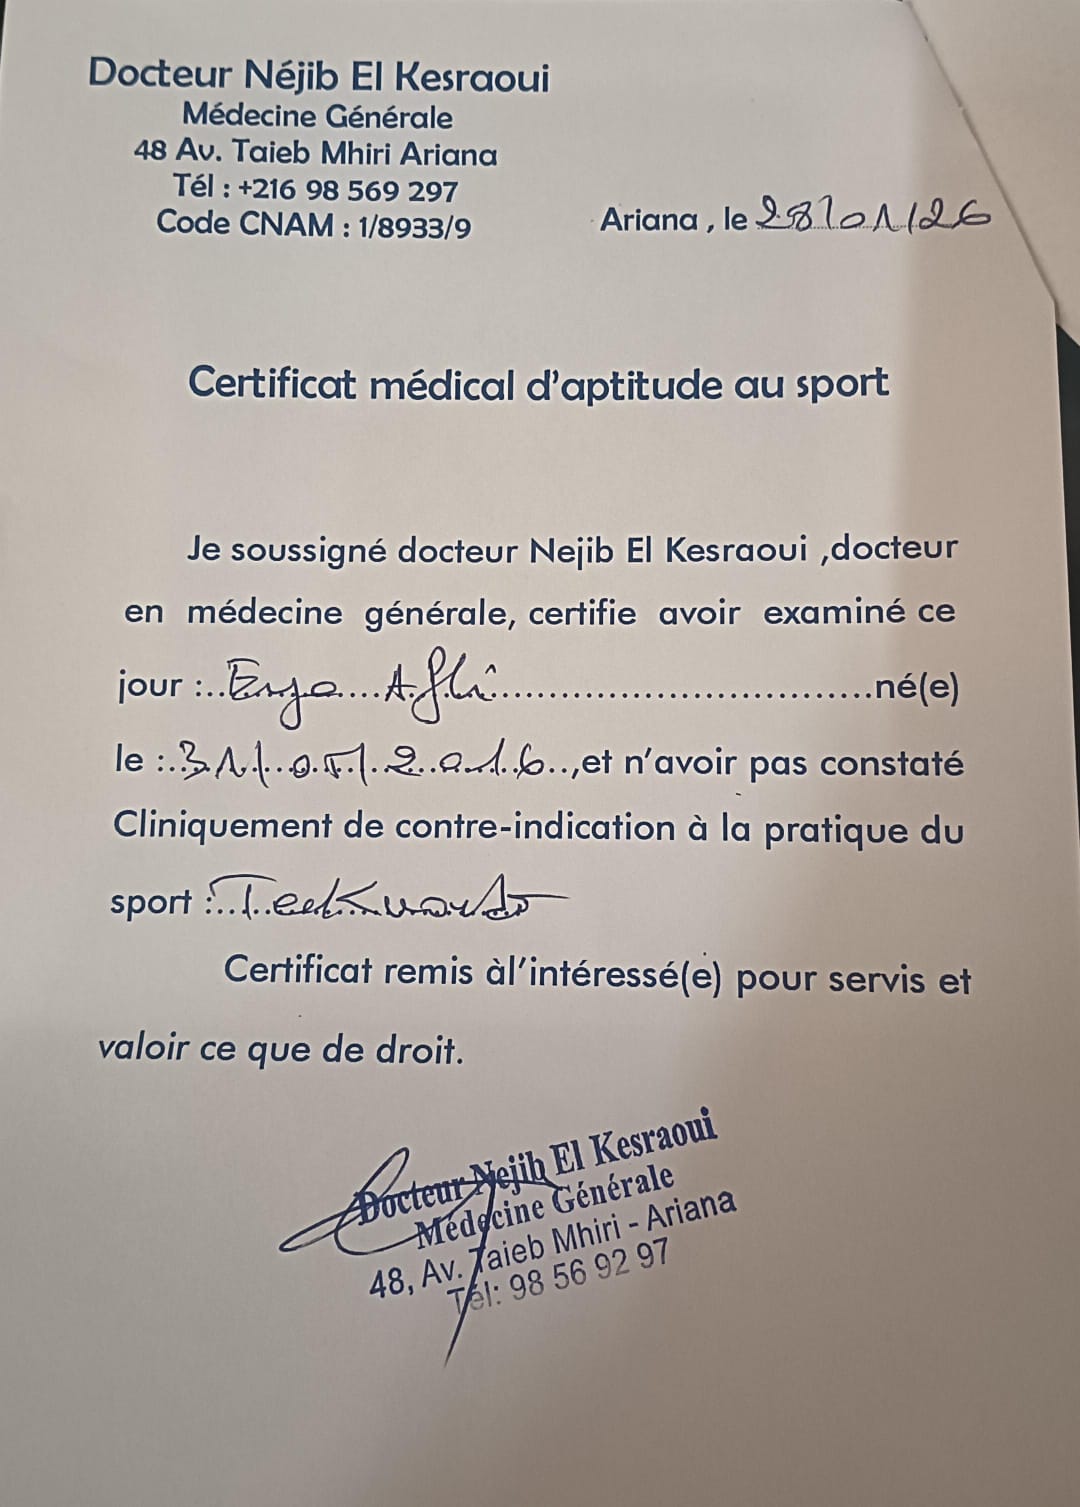 Docteur Néjib El Kesraoui
Médecine Générale
48 Av. Taieb Mhiri Ariana
Tél : +216 98 569 297
Code CNAM : 1/8933/9
Ariana , le 28/01/26
Certificat médical d'aptitude au sport
Je soussigné docteur Nejib El Kesraoui ,docteur
en médecine générale, certifie avoir examiné ce
jour :.. ....................................né(e)
le : 31/05/2016..,et n'avoir pas constaté
Cliniquement de contre-indication à la pratique du
sport :
Certificat remis àl'intéressé(e) pour servis et
valoir ce que de droit.
Docteur Nejib El Kesraoui
Médecine Générale
48, Av. Taieb Mhiri - Ariana
Tél: 98 56 92 97